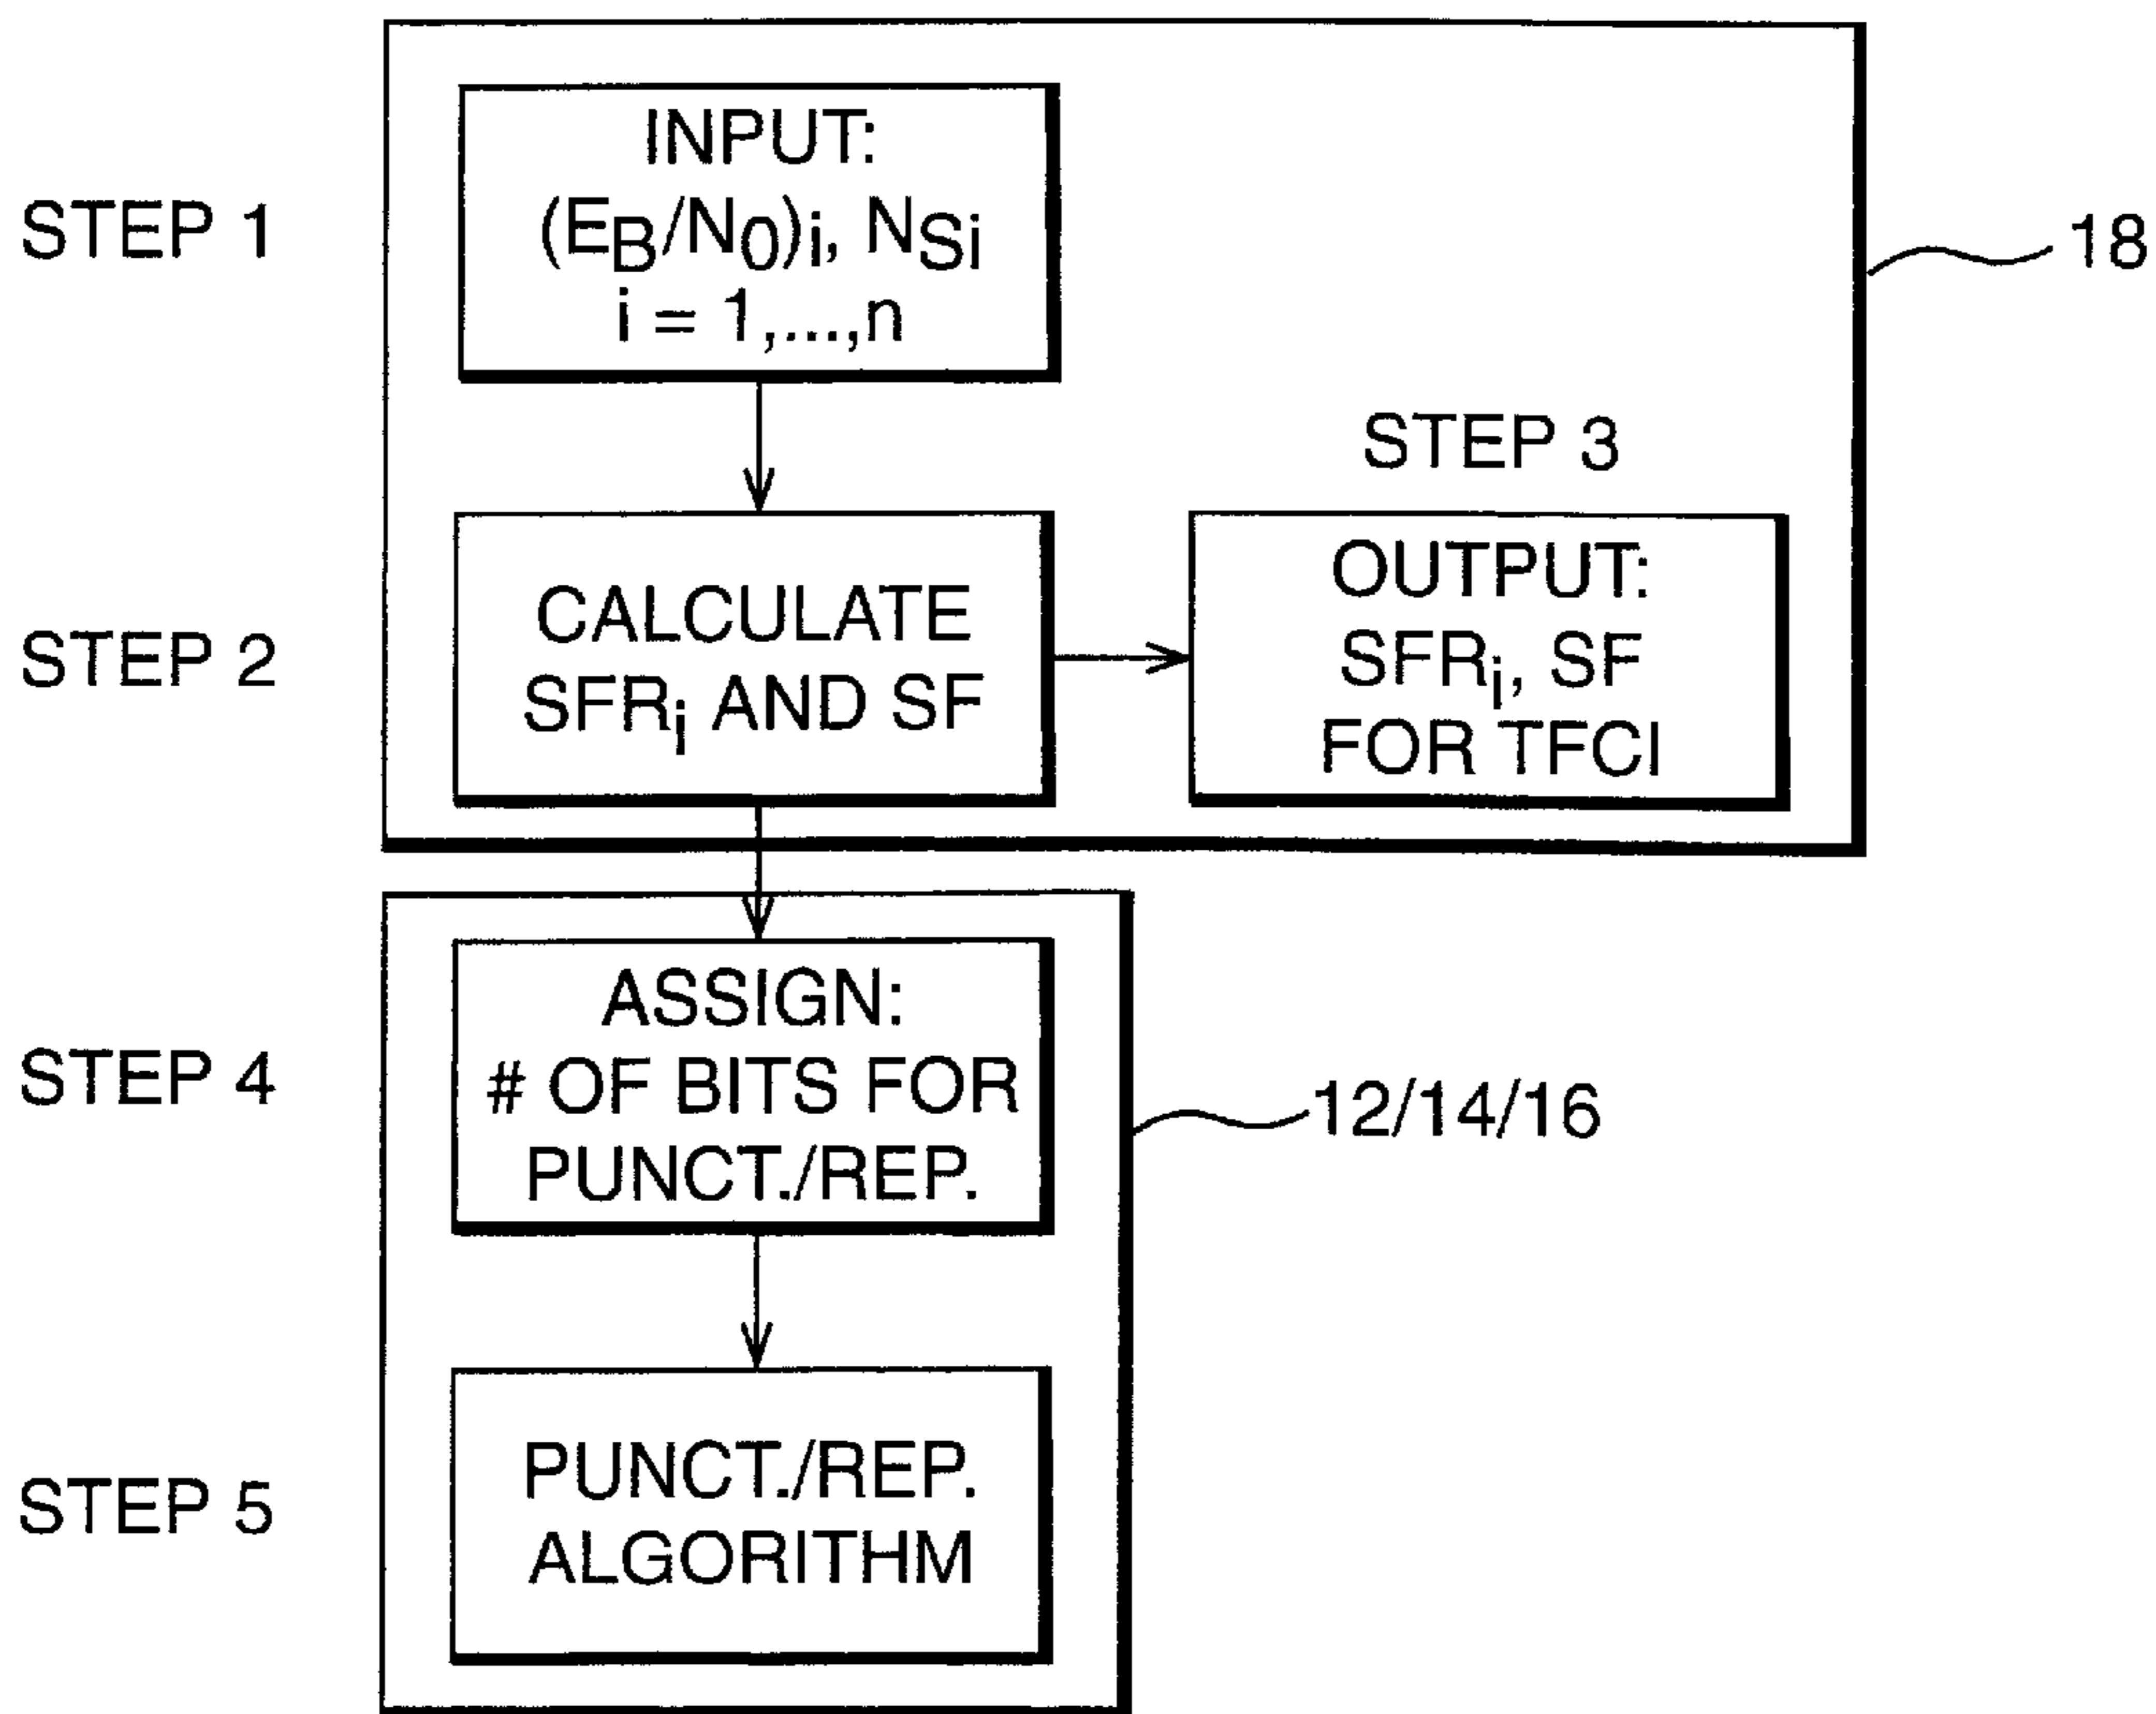 STEP 1
INPUT:
(EB/N0)i, NSi
i = 1,...,n
18
STEP 3
STEP 2
CALCULATE
SFRi AND SF
OUTPUT:
SFRi, SF
FOR TFCI
STEP 4
ASSIGN:
# OF BITS FOR
PUNCT./REP.
12/14/16
STEP 5
PUNCT./REP.
ALGORITHM